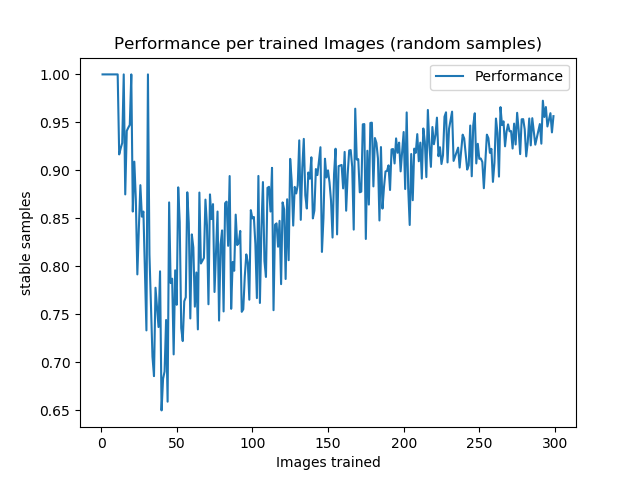 Performance per trained Images (random samples)
Performance
1.00
0.95
0.90
0.85
0.80
0.75
0.70
0.65
stable samples
0 50 100 150 200 250 300
Images trained